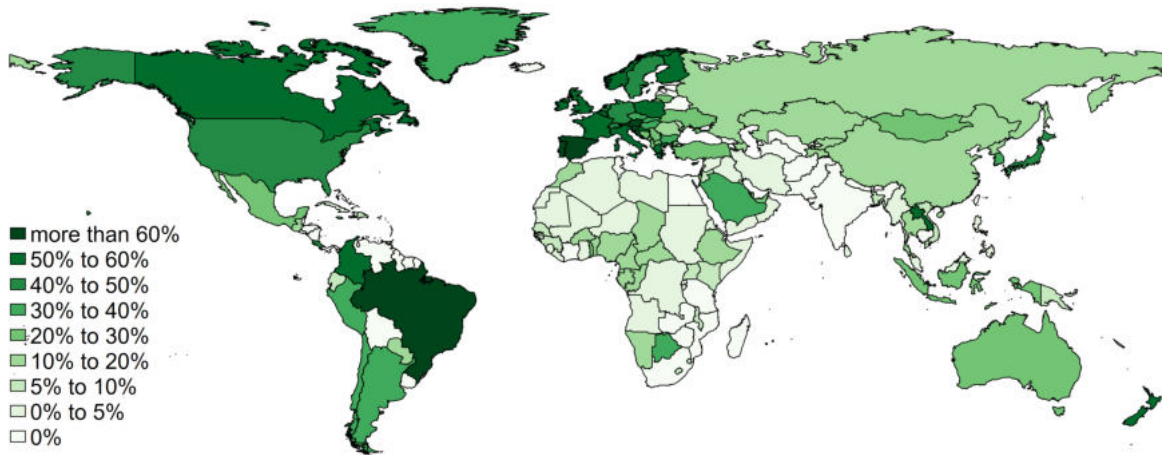 more than 60%
50% to 60%
40% to 50%
30% to 40%
20% to 30%
10% to 20%
5% to 10%
0% to 5%
0%